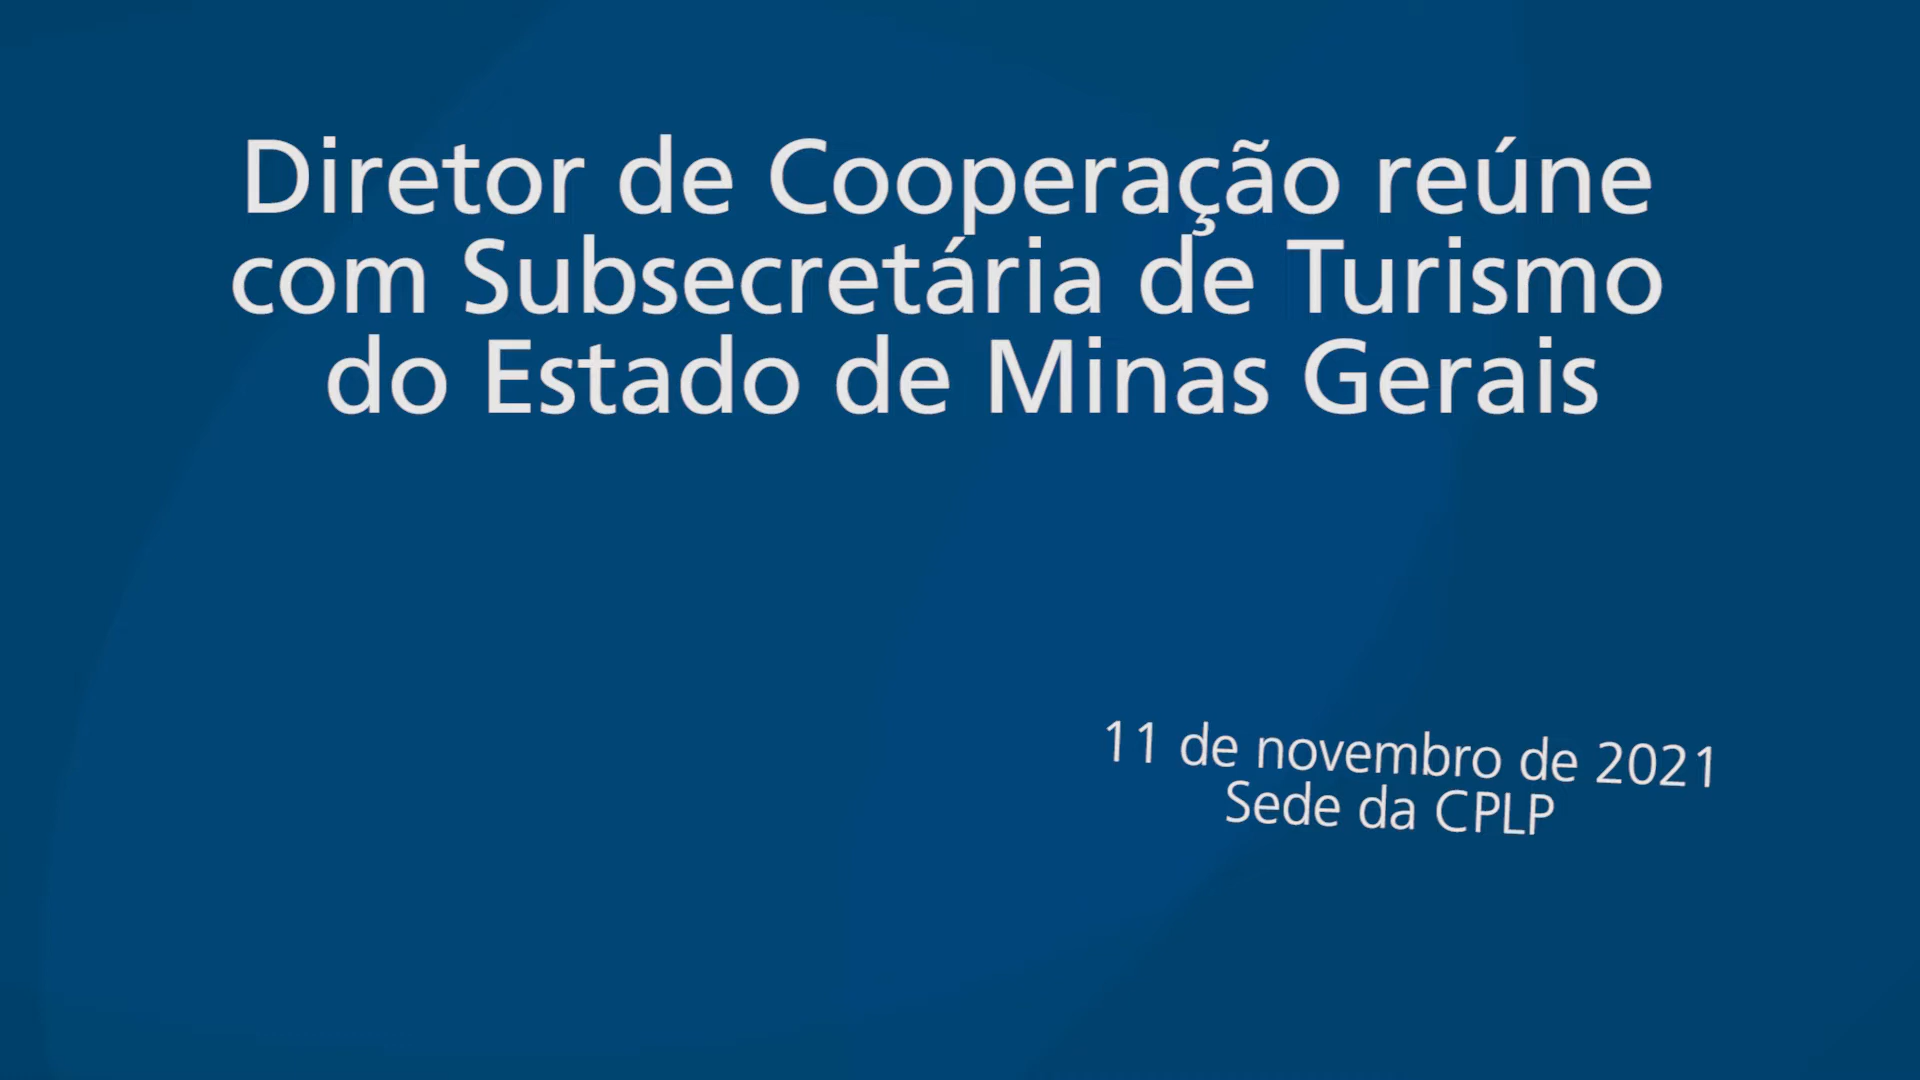 Diretor de Cooperação reúne
com Subsecretária de Turismo
do Estado de Minas Gerais
11 de novembro de 2021
Sede da CPLP